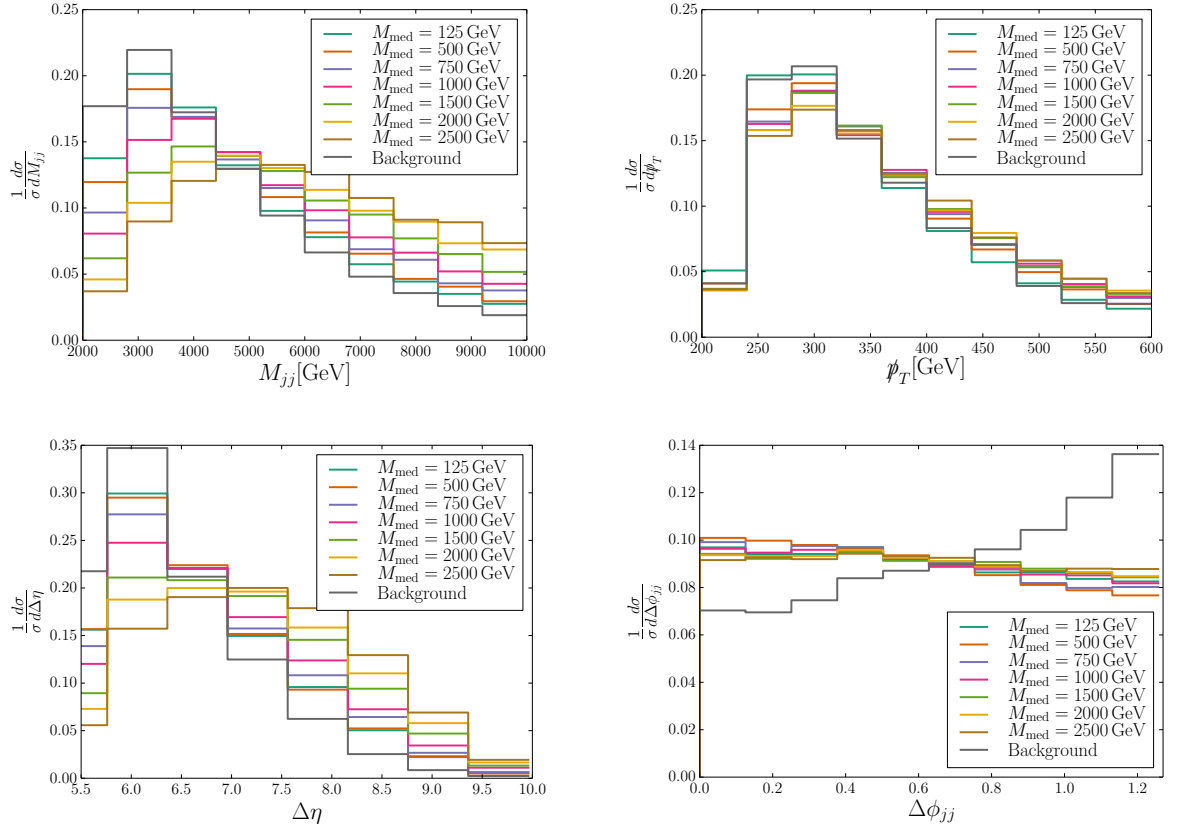 0.25
0.20
0.15
0.10
0.05
0.00
1/σ dσ/dM_jj
2000 3000 4000 5000 6000 7000 8000 9000 10000
M_jj[GeV]
M_med = 125 GeV
M_med = 500 GeV
M_med = 750 GeV
M_med = 1000 GeV
M_med = 1500 GeV
M_med = 2000 GeV
M_med = 2500 GeV
Background
0.25
0.20
0.15
0.10
0.05
0.00
1/σ dσ/dp̸_T
200 250 300 350 400 450 500 550 600
p̸_T[GeV]
M_med = 125 GeV
M_med = 500 GeV
M_med = 750 GeV
M_med = 1000 GeV
M_med = 1500 GeV
M_med = 2000 GeV
M_med = 2500 GeV
Background
0.35
0.30
0.25
0.20
0.15
0.10
0.05
0.00
1/σ dσ/dΔη
5.5 6.0 6.5 7.0 7.5 8.0 8.5 9.0 9.5 10.0
Δη
M_med = 125 GeV
M_med = 500 GeV
M_med = 750 GeV
M_med = 1000 GeV
M_med = 1500 GeV
M_med = 2000 GeV
M_med = 2500 GeV
Background
0.14
0.12
0.10
0.08
0.06
0.04
0.02
0.00
1/σ dσ/dΔϕ_jj
0.0 0.2 0.4 0.6 0.8 1.0 1.2
Δϕ_jj
M_med = 125 GeV
M_med = 500 GeV
M_med = 750 GeV
M_med = 1000 GeV
M_med = 1500 GeV
M_med = 2000 GeV
M_med = 2500 GeV
Background